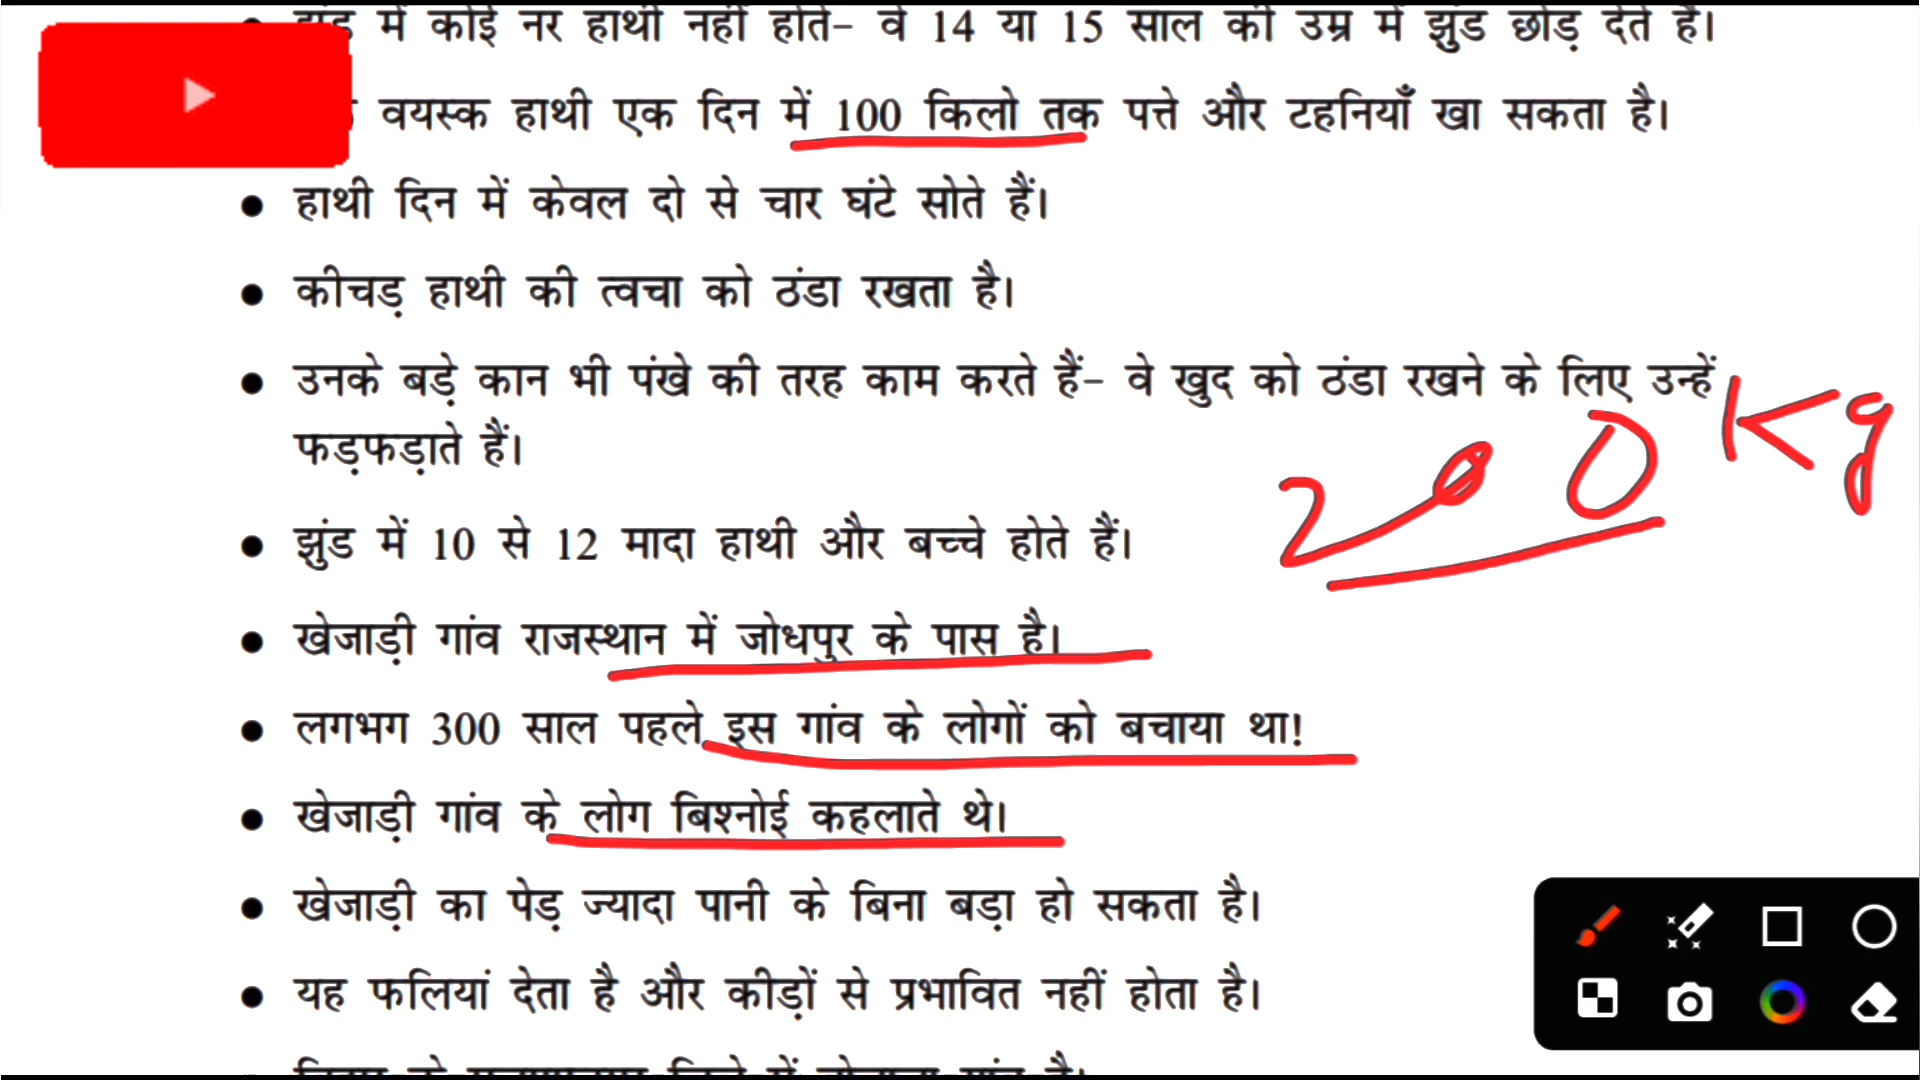 झुंड में कोई नर हाथी नहीं होते- वे 14 या 15 साल की उम्र में झुंड छोड़ देते हैं।
वयस्क हाथी एक दिन में 100 किलो तक पत्ते और टहनियाँ खा सकता है।
● हाथी दिन में केवल दो से चार घंटे सोते हैं।
● कीचड़ हाथी की त्वचा को ठंडा रखता है।
● उनके बड़े कान भी पंखे की तरह काम करते हैं- वे खुद को ठंडा रखने के लिए उन्हें
फड़फड़ाते हैं।
200 Kg
● झुंड में 10 से 12 मादा हाथी और बच्चे होते हैं।
● खेजाड़ी गांव राजस्थान में जोधपुर के पास है।
● लगभग 300 साल पहले इस गांव के लोगों को बचाया था!
● खेजाड़ी गांव के लोग बिश्नोई कहलाते थे।
● खेजाड़ी का पेड़ ज्यादा पानी के बिना बड़ा हो सकता है।
● यह फलियां देता है और कीड़ों से प्रभावित नहीं होता है।